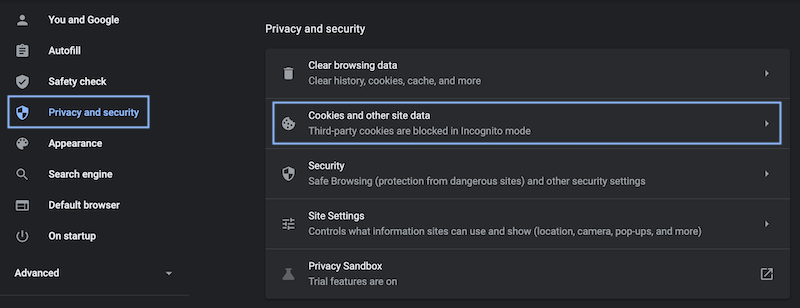 You and Google
Autofill
Safety check
Privacy and security
Appearance
Search engine
Default browser
On startup
Advanced
Privacy and security
Clear browsing data
Clear history, cookies, cache, and more
Cookies and other site data
Third-party cookies are blocked in Incognito mode
Security
Safe Browsing (protection from dangerous sites) and other security settings
Site Settings
Controls what information sites can use and show (location, camera, pop-ups, and more)
Privacy Sandbox
Trial features are on